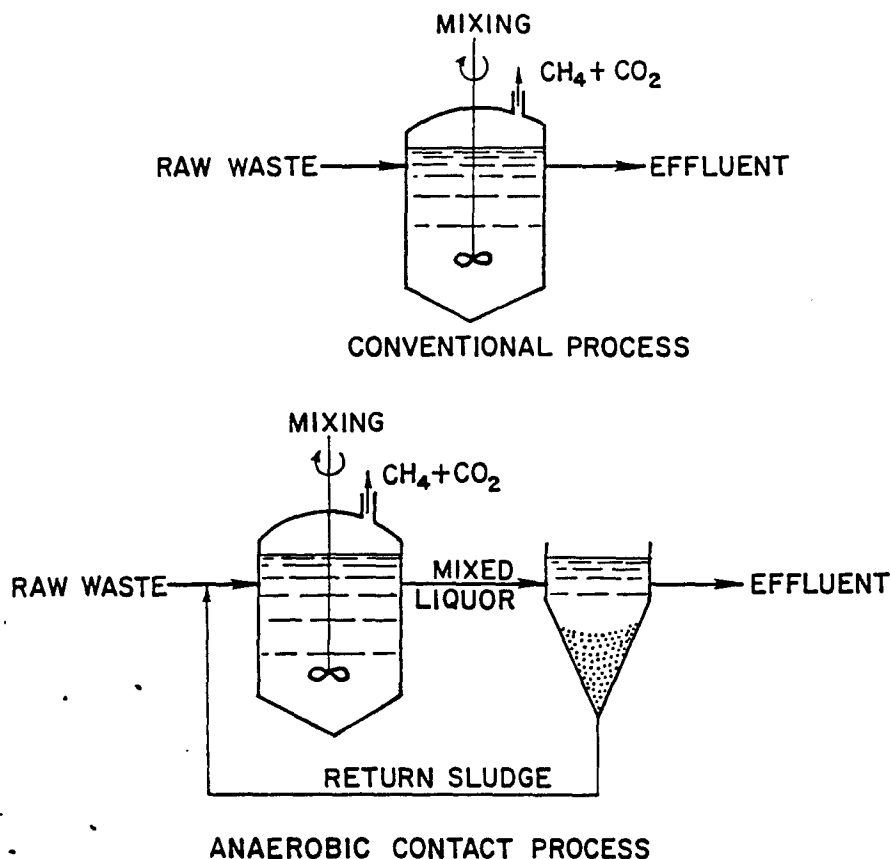 MIXING
CH₄ + CO₂
RAW WASTE
EFFLUENT
CONVENTIONAL PROCESS
MIXING
CH₄+CO₂
RAW WASTE
MIXED
LIQUOR
EFFLUENT
RETURN SLUDGE
ANAEROBIC CONTACT PROCESS